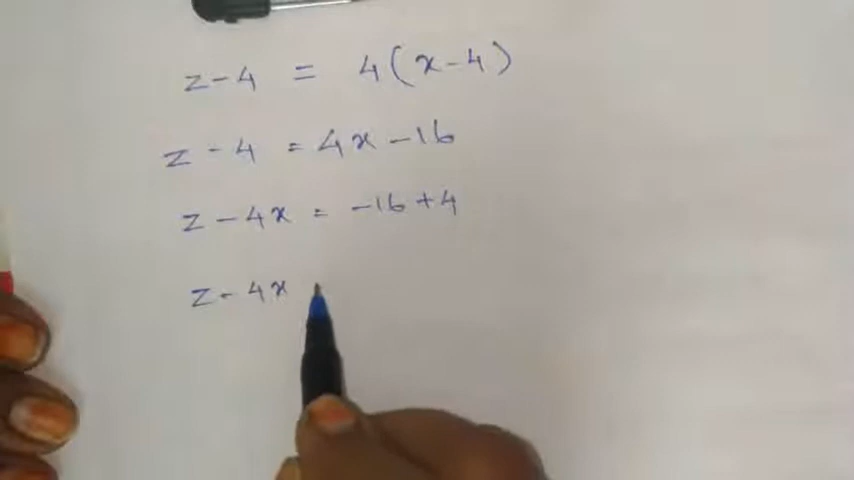 z - 4 = 4(x - 4)
z - 4 = 4x - 16
z - 4x = -16 + 4
z - 4x